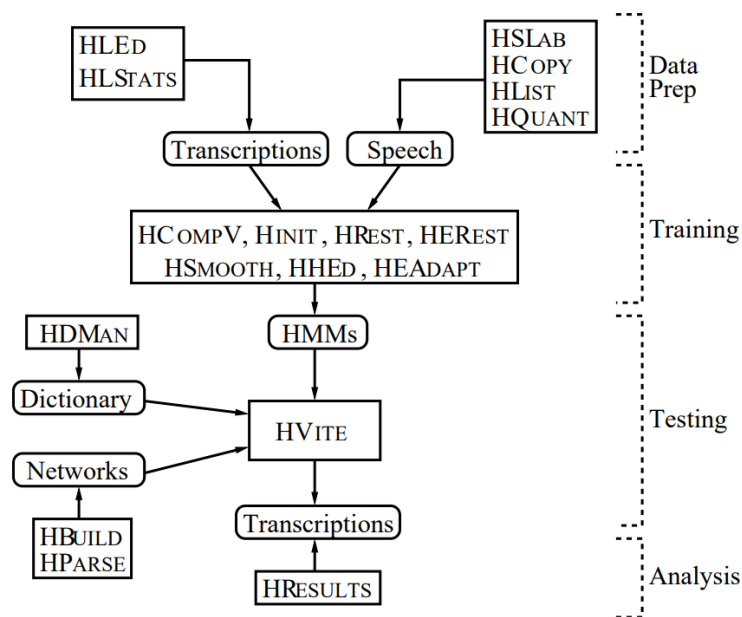 HLED
HLSTATS
HSLAB
HCOPY
HLIST
HQUANT
Data
Prep
Transcriptions
Speech
HCOMPV, HINIT, HREST, HEREST
HSMOOTH, HHED, HEADAPT
Training
HDMAN
HMMs
Dictionary
HVITE
Testing
Networks
Transcriptions
HBUILD
HPARSE
HRESULTS
Analysis